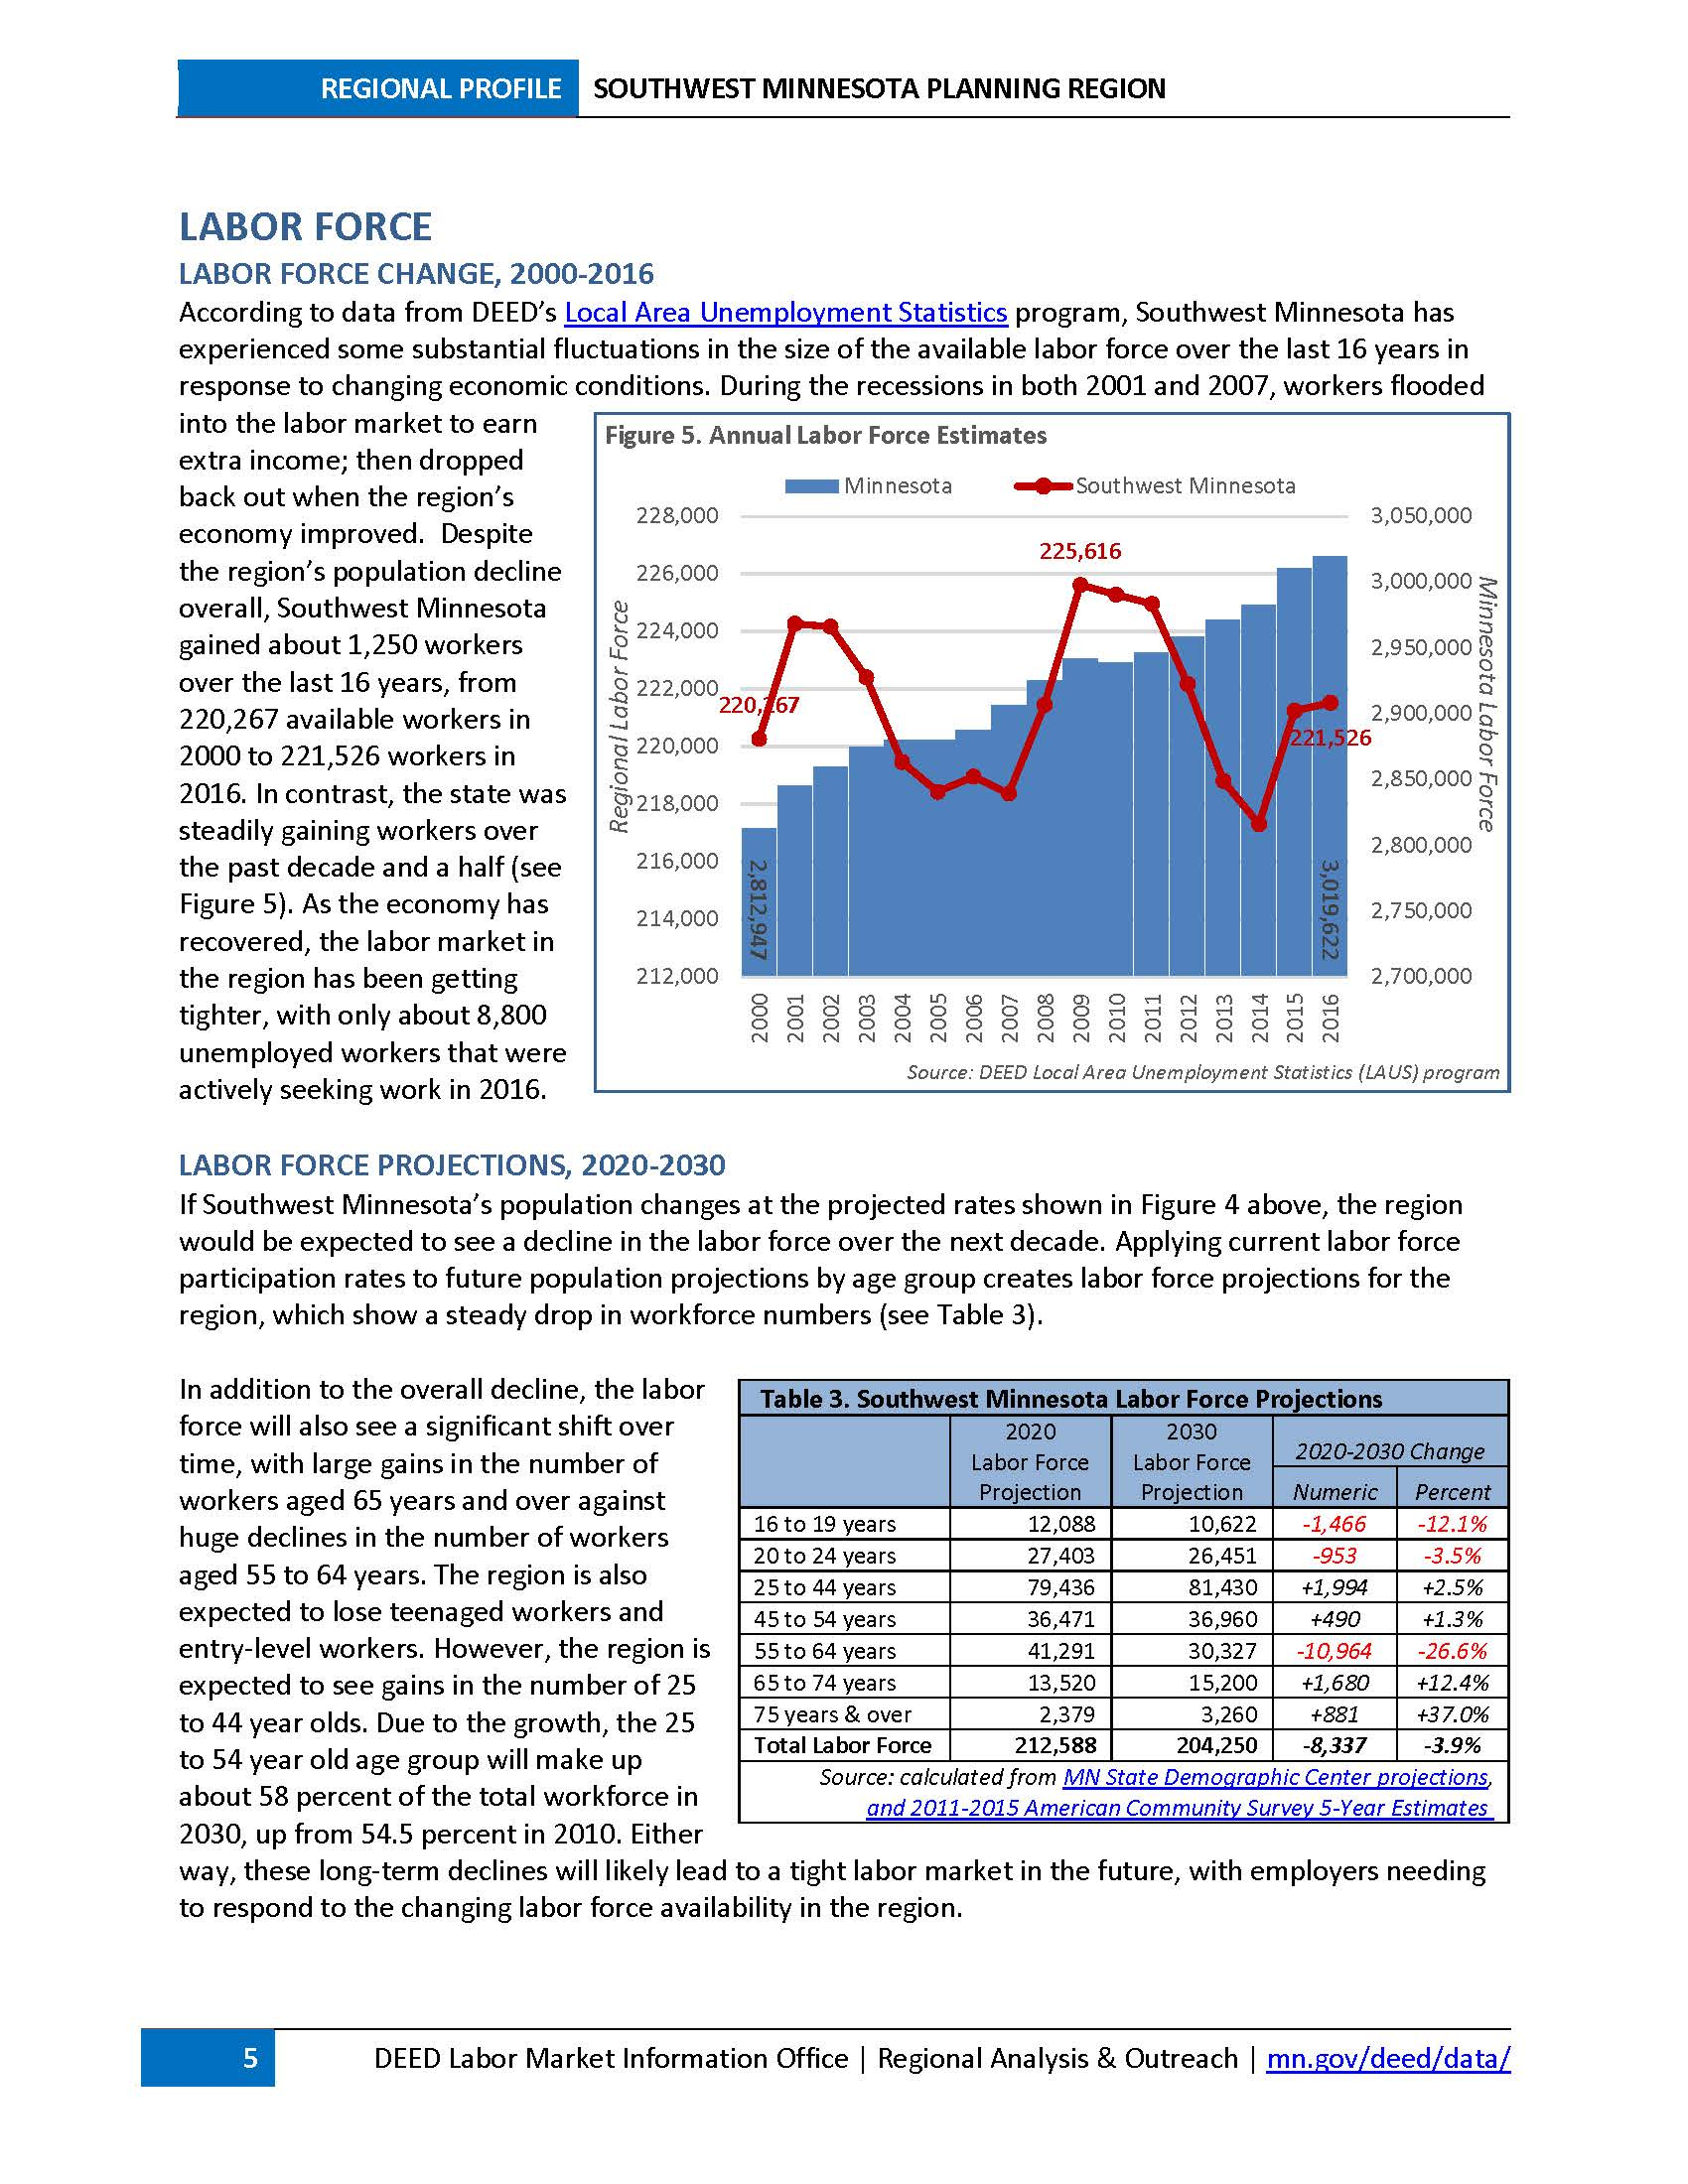 REGIONAL PROFILE SOUTHWEST MINNESOTA PLANNING REGION
LABOR FORCE
LABOR FORCE CHANGE, 2000-2016
According to data from DEED’s Local Area Unemployment Statistics program, Southwest Minnesota has
experienced some substantial fluctuations in the size of the available labor force over the last 16 years in
response to changing economic conditions. During the recessions in both 2001 and 2007, workers flooded
into the labor market to earn
extra income; then dropped
back out when the region’s
economy improved.  Despite
the region’s population decline
overall, Southwest Minnesota
gained about 1,250 workers
over the last 16 years, from
220,267 available workers in
2000 to 221,526 workers in
2016. In contrast, the state was
steadily gaining workers over
the past decade and a half (see
Figure 5). As the economy has
recovered, the labor market in
the region has been getting
tighter, with only about 8,800
unemployed workers that were
actively seeking work in 2016.
Figure 5. Annual Labor Force Estimates
Minnesota Southwest Minnesota
Regional Labor Force
228,000
226,000
224,000
222,000
220,000
218,000
216,000
214,000
212,000
220,267
225,616
221,526
2,812,947
3,019,622
3,050,000
3,000,000
2,950,000
2,900,000
2,850,000
2,800,000
2,750,000
2,700,000
Minnesota Labor Force
2000 2001 2002 2003 2004 2005 2006 2007 2008 2009 2010 2011 2012 2013 2014 2015 2016
Source: DEED Local Area Unemployment Statistics (LAUS) program
LABOR FORCE PROJECTIONS, 2020-2030
If Southwest Minnesota’s population changes at the projected rates shown in Figure 4 above, the region
would be expected to see a decline in the labor force over the next decade. Applying current labor force
participation rates to future population projections by age group creates labor force projections for the
region, which show a steady drop in workforce numbers (see Table 3).
In addition to the overall decline, the labor
force will also see a significant shift over
time, with large gains in the number of
workers aged 65 years and over against
huge declines in the number of workers
aged 55 to 64 years. The region is also
expected to lose teenaged workers and
entry-level workers. However, the region is
expected to see gains in the number of 25
to 44 year olds. Due to the growth, the 25
to 54 year old age group will make up
about 58 percent of the total workforce in
2030, up from 54.5 percent in 2010. Either
way, these long-term declines will likely lead to a tight labor market in the future, with employers needing
to respond to the changing labor force availability in the region.
Table 3. Southwest Minnesota Labor Force Projections
2020 Labor Force Projection 2030 Labor Force Projection 2020-2030 Change
Numeric Percent
16 to 19 years 12,088 10,622 -1,466 -12.1%
20 to 24 years 27,403 26,451 -953 -3.5%
25 to 44 years 79,436 81,430 +1,994 +2.5%
45 to 54 years 36,471 36,960 +490 +1.3%
55 to 64 years 41,291 30,327 -10,964 -26.6%
65 to 74 years 13,520 15,200 +1,680 +12.4%
75 years & over 2,379 3,260 +881 +37.0%
Total Labor Force 212,588 204,250 -8,337 -3.9%
Source: calculated from MN State Demographic Center projections,
and 2011-2015 American Community Survey 5-Year Estimates
5 DEED Labor Market Information Office | Regional Analysis & Outreach | mn.gov/deed/data/